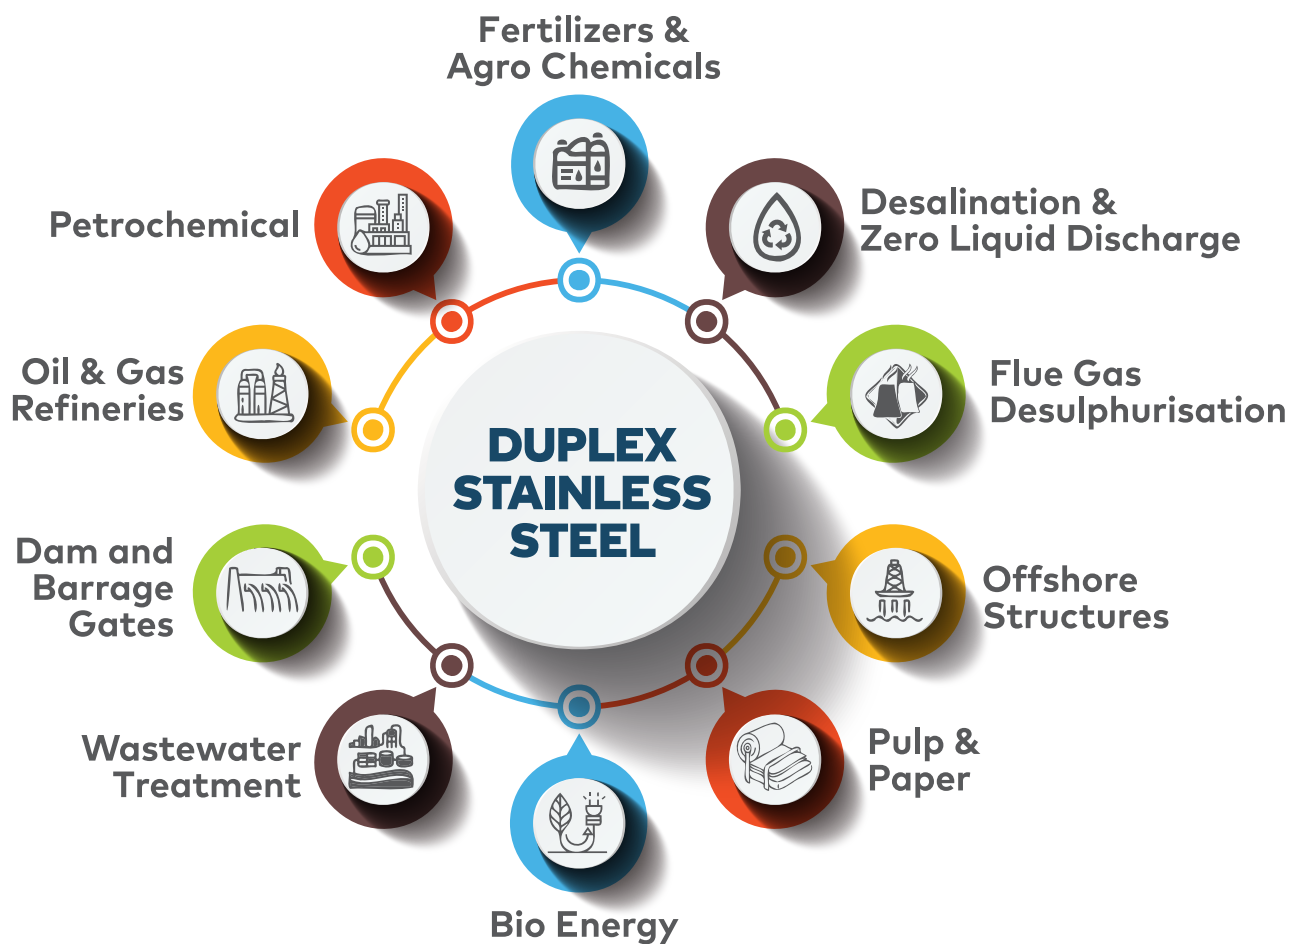 Fertilizers &
Agro Chemicals
Petrochemical
Desalination &
Zero Liquid Discharge
Oil & Gas
Refineries
Flue Gas
Desulphurisation
DUPLEX
STAINLESS
STEEL
Dam and
Barrage
Gates
Offshore
Structures
Wastewater
Treatment
Pulp &
Paper
Bio Energy